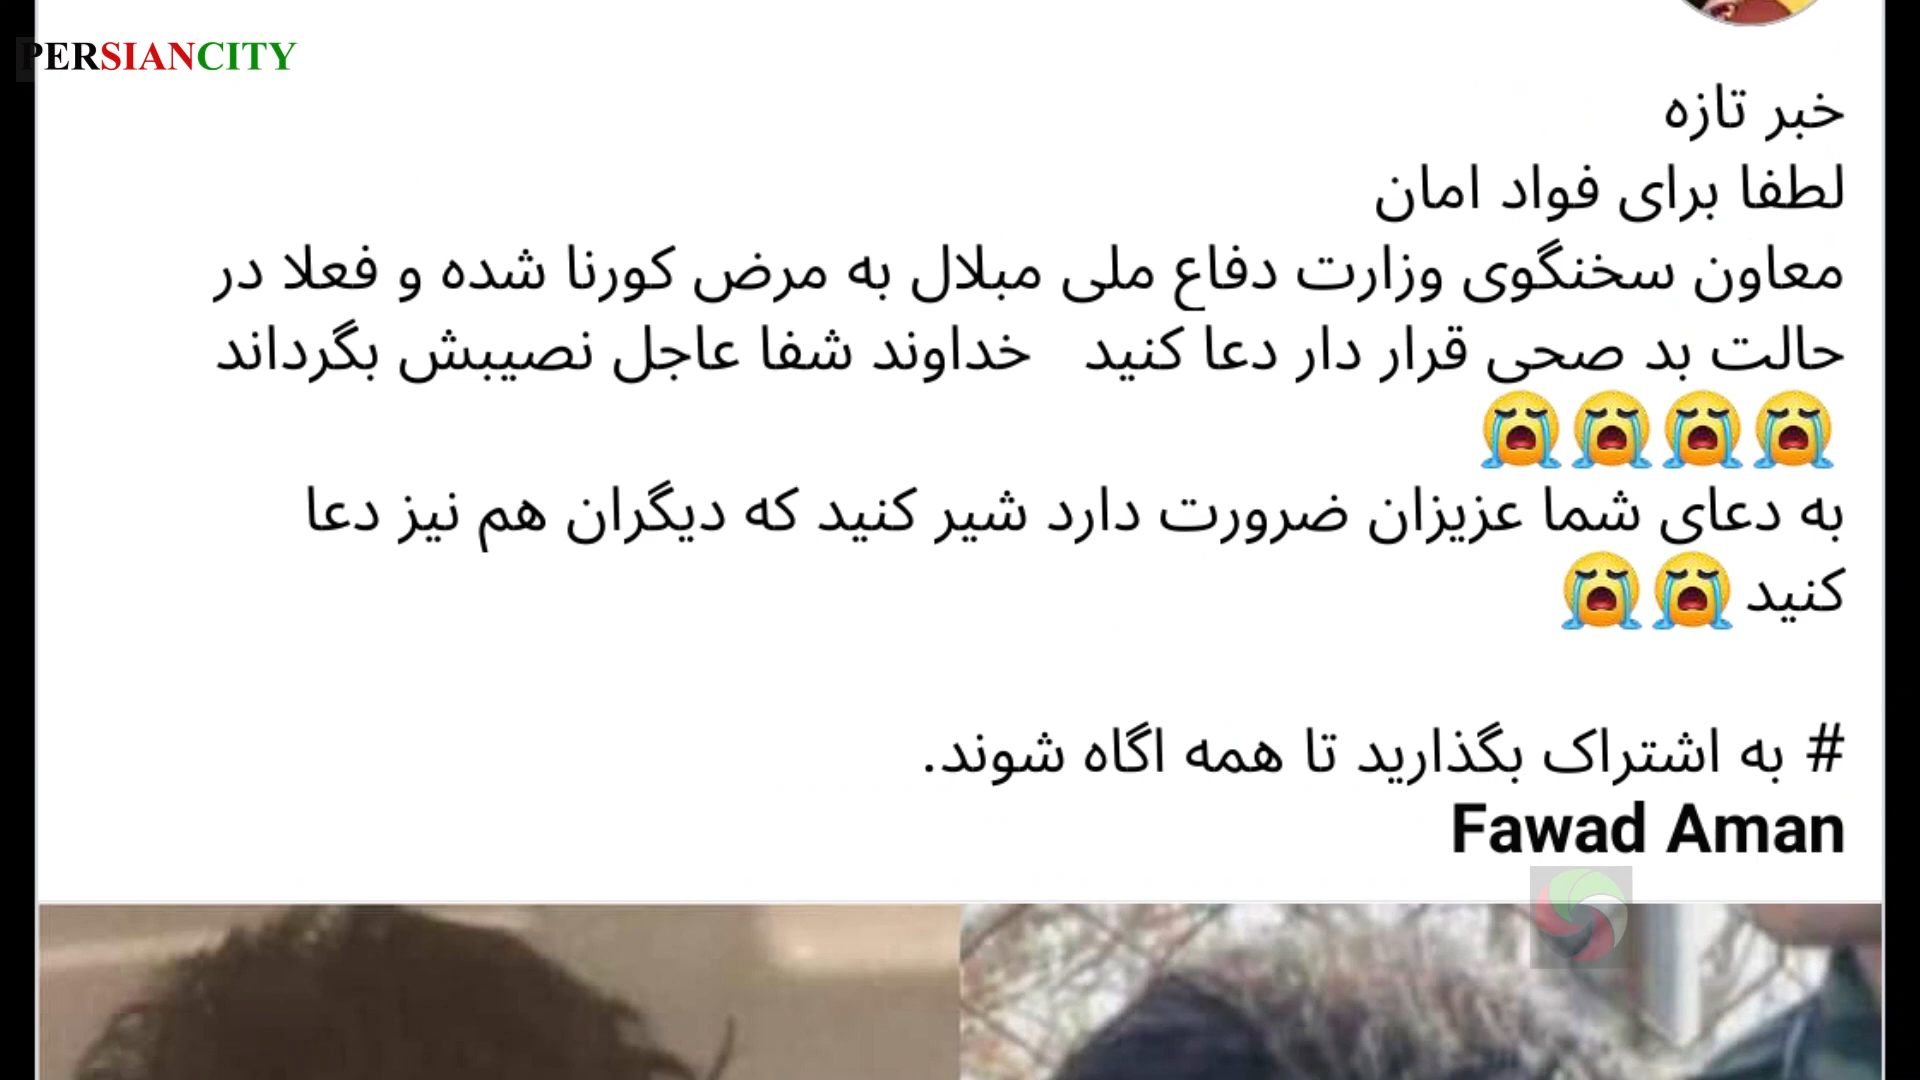 PERSIANCITY
خبر تازه
لطفا برای فواد امان
معاون سخنگوی وزارت دفاع ملی مبلال به مرض کورنا شده و فعلا در
حالت بد صحی قرار دار دعا کنید خداوند شفا عاجل نصیبش بگرداند
😭😭😭😭
به دعای شما عزیزان ضرورت دارد شیر کنید که دیگران هم نیز دعا
کنید 😭😭
# به اشتراک بگذارید تا همه اگاه شوند.
Fawad Aman